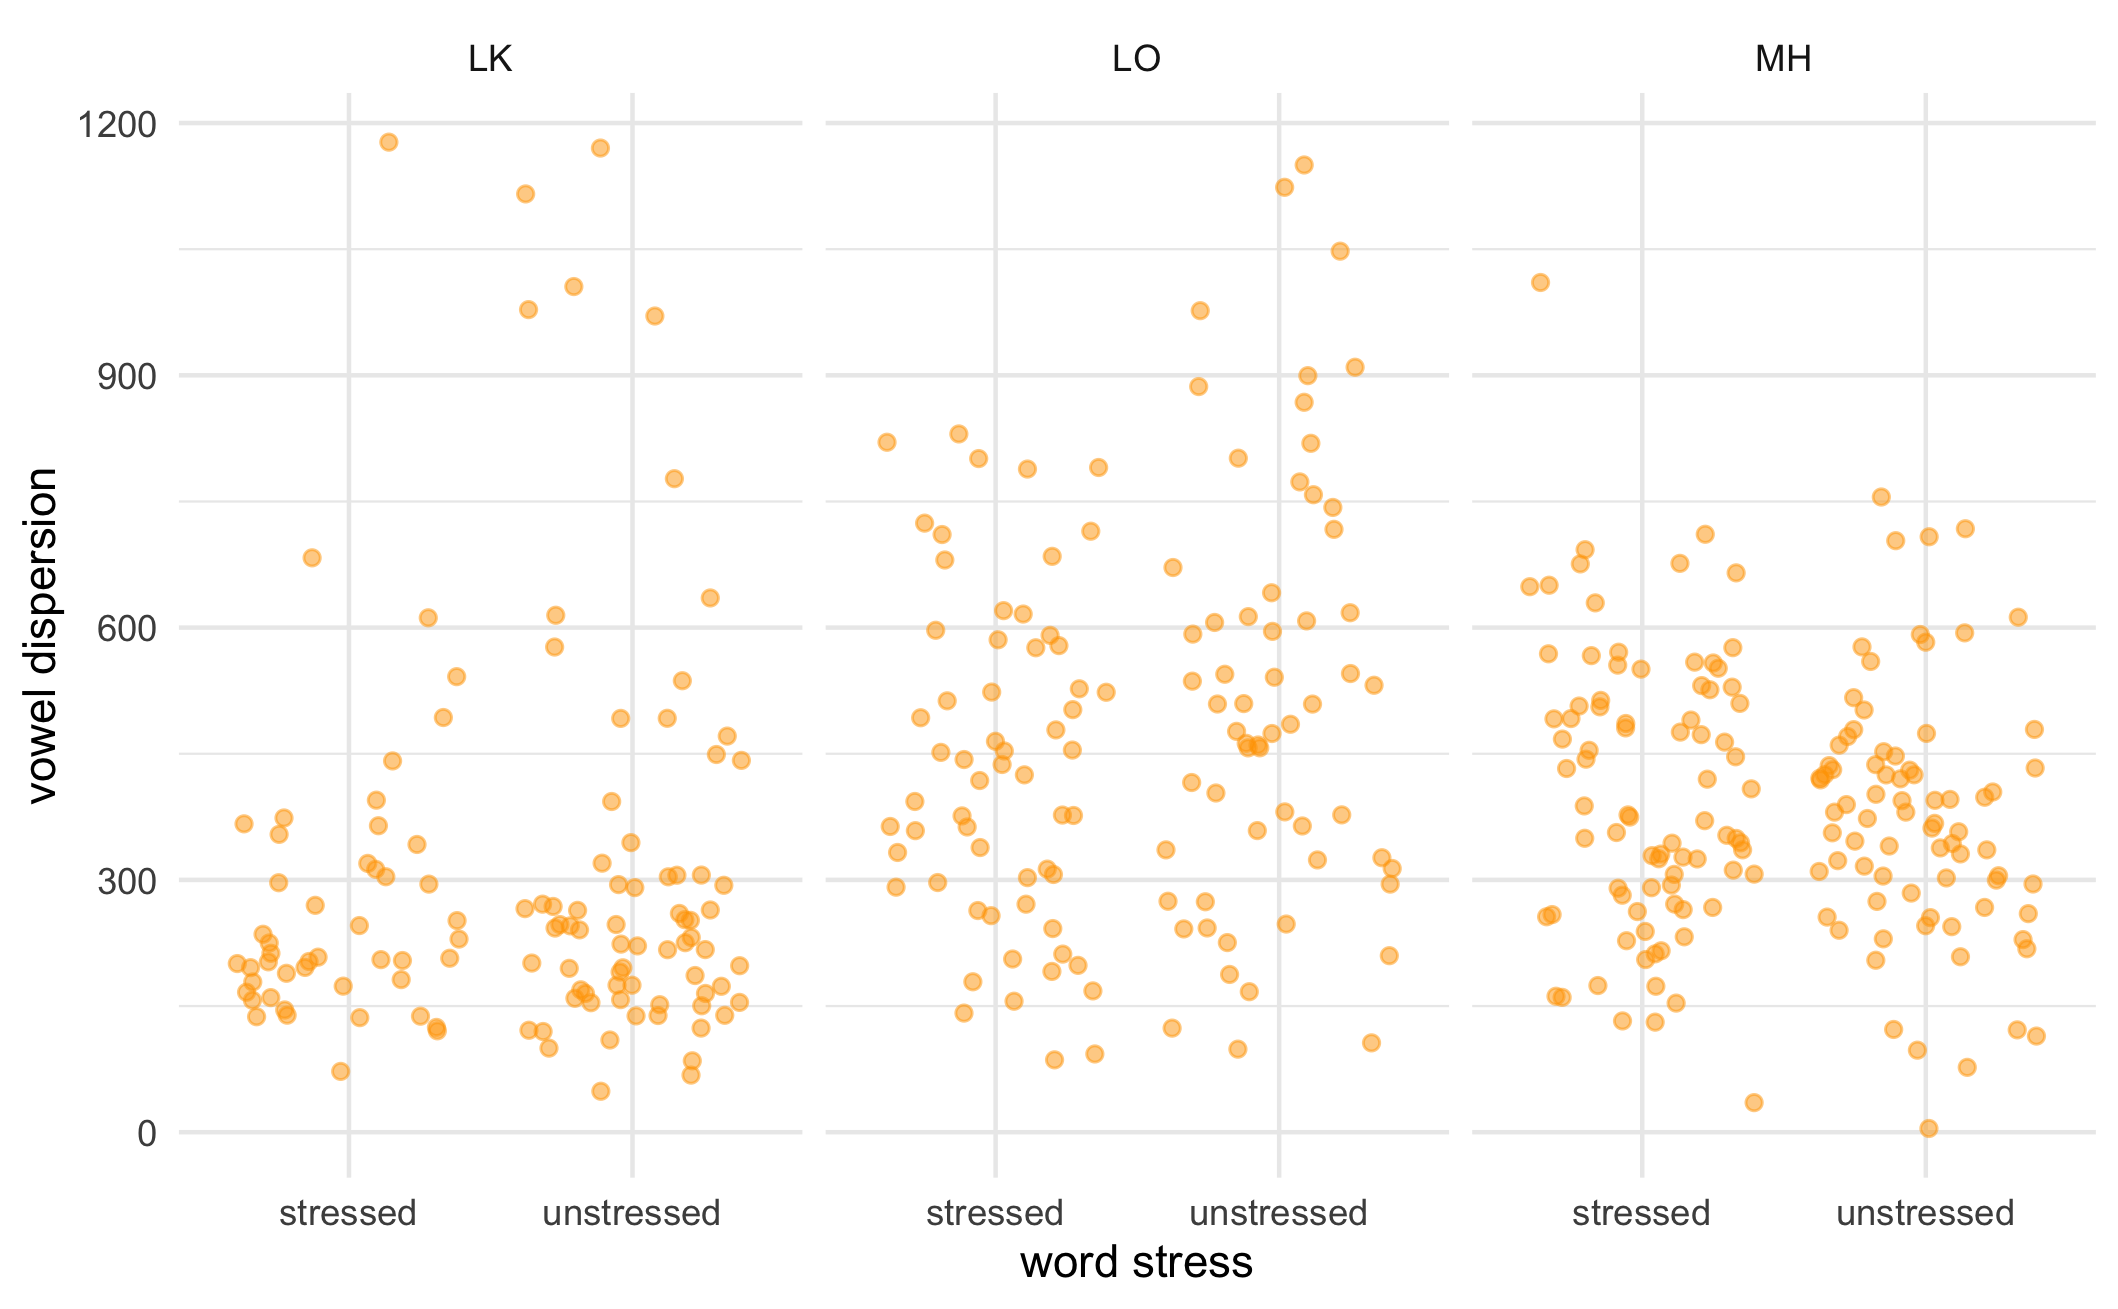 LK LO MH
1200
900
600
300
0
vowel dispersion
stressed unstressed stressed unstressed stressed unstressed
word stress